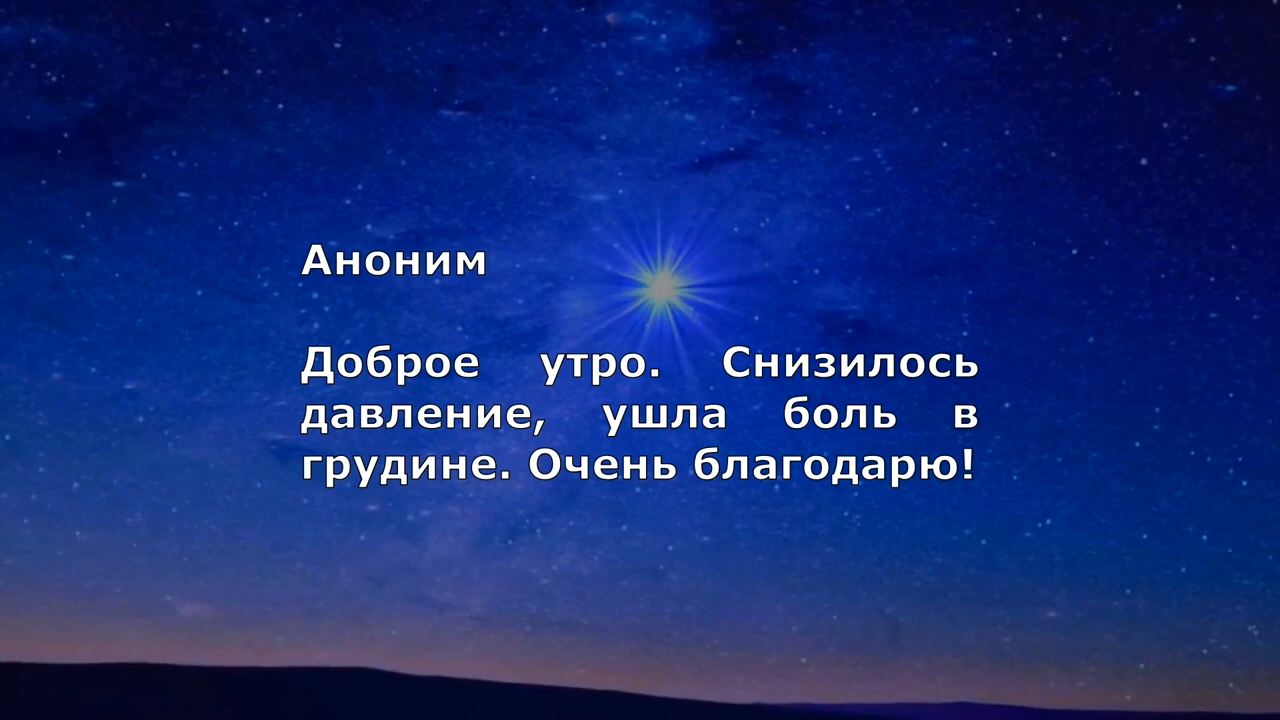 Аноним
Доброе утро. Снизилось
давление, ушла боль в
грудине. Очень благодарю!